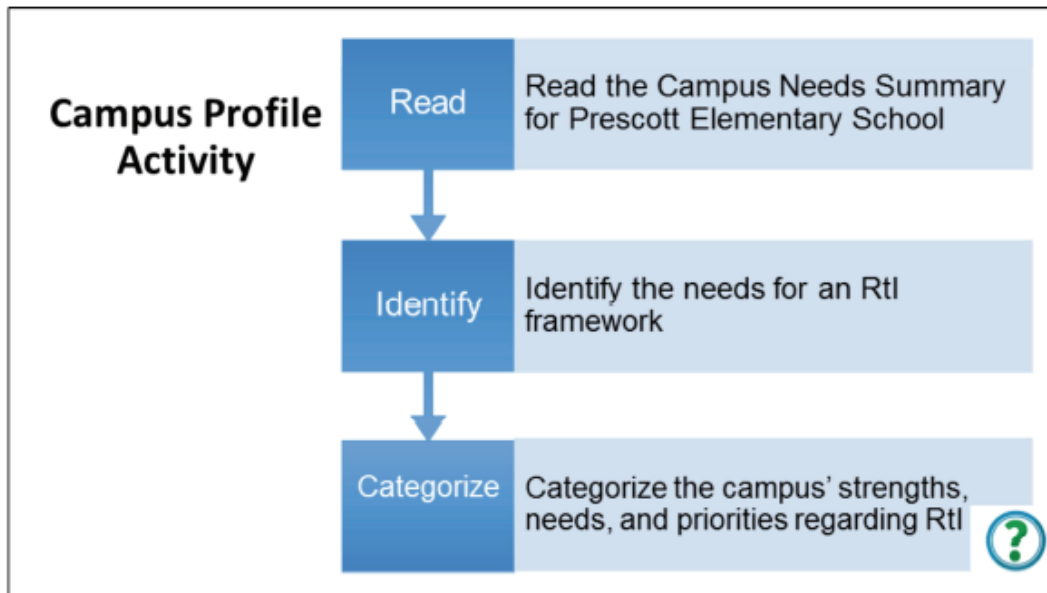 Campus Profile
Activity
Read
Read the Campus Needs Summary
for Prescott Elementary School
Identify
Identify the needs for an RtI
framework
Categorize
Categorize the campus’ strengths,
needs, and priorities regarding RtI
?